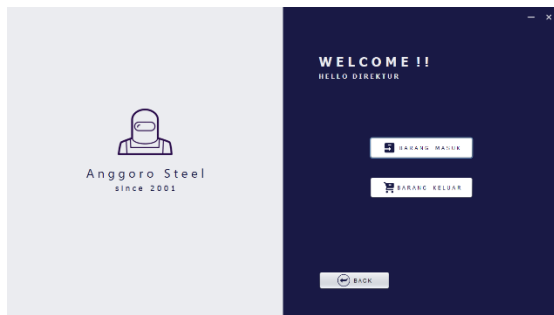 WELCOME !!
HELLO DIREKTUR
Anggoro Steel
since 2001
BARANG MASUK
BARANG KELUAR
BACK